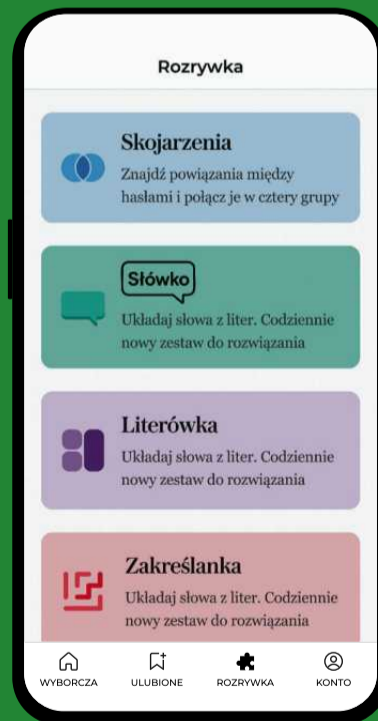 Rozrywka
Skojarzenia
Znajdź powiązania między
hasłami i połącz je w cztery grupy
Słówko
Układaj słowa z liter. Codziennie
nowy zestaw do rozwiązania
Literówka
Układaj słowa z liter. Codziennie
nowy zestaw do rozwiązania
Zakreślanka
Układaj słowa z liter. Codziennie
nowy zestaw do rozwiązania
WYBORCZA ULUBIONE ROZRYWKA KONTO